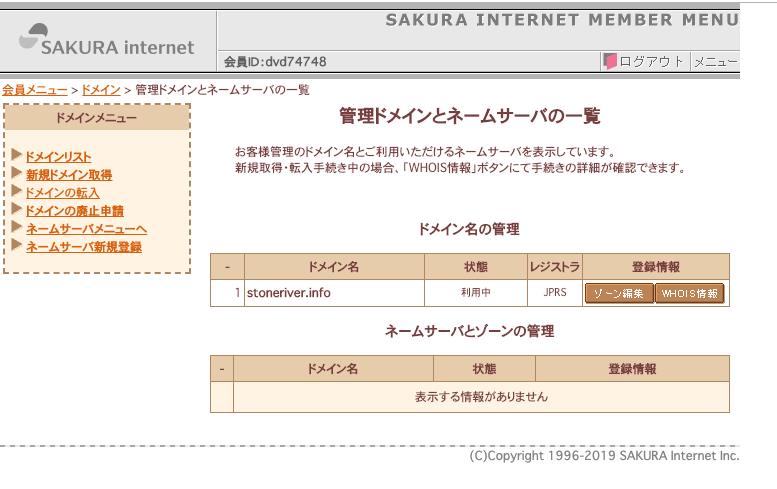 SAKURA internet
SAKURA INTERNET MEMBER MENU
会員ID:dvd74748
ログアウト
メニュー
会員メニュー > ドメイン > 管理ドメインとネームサーバの一覧
ドメインメニュー
ドメインリスト
新規ドメイン取得
ドメインの転入
ドメインの廃止申請
ネームサーバメニューへ
ネームサーバ新規登録
管理ドメインとネームサーバの一覧
お客様管理のドメイン名とご利用いただけるネームサーバを表示しています。
新規取得・転入手続き中の場合、「WHOIS情報」ボタンにて手続きの詳細が確認できます。
ドメイン名の管理
- ドメイン名 状態 レジストラ 登録情報
1 stoneriver.info 利用中 JPRS ゾーン編集 WHOIS情報
ネームサーバとゾーンの管理
- ドメイン名 状態 登録情報
表示する情報がありません
(C)Copyright 1996-2019 SAKURA Internet Inc.